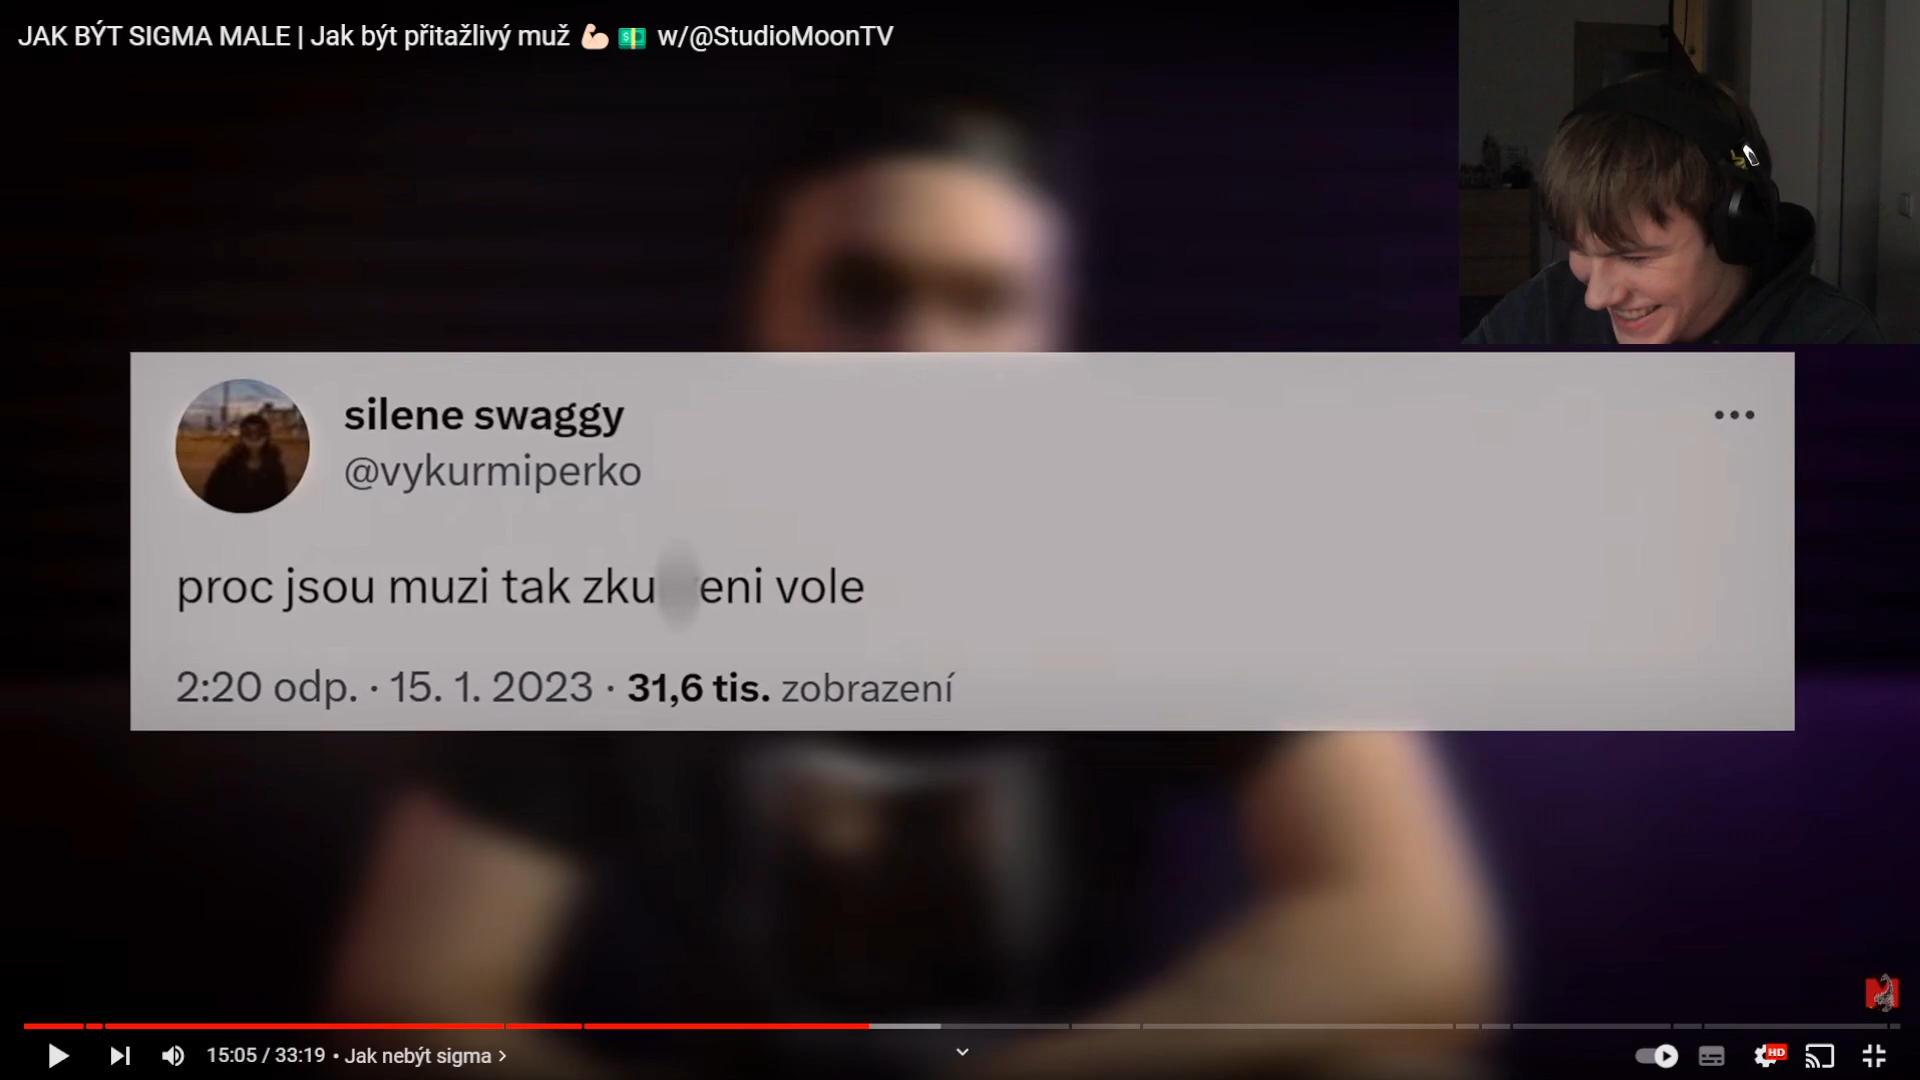 JAK BÝT SIGMA MALE | Jak být přitažlivý muž 💪🏻 💵 w/@StudioMoonTV
silene swaggy
@vykurmiperko
proc jsou muzi tak zku eni vole
2:20 odp. · 15. 1. 2023 · 31,6 tis. zobrazení
15:05 / 33:19 • Jak nebýt sigma
HD